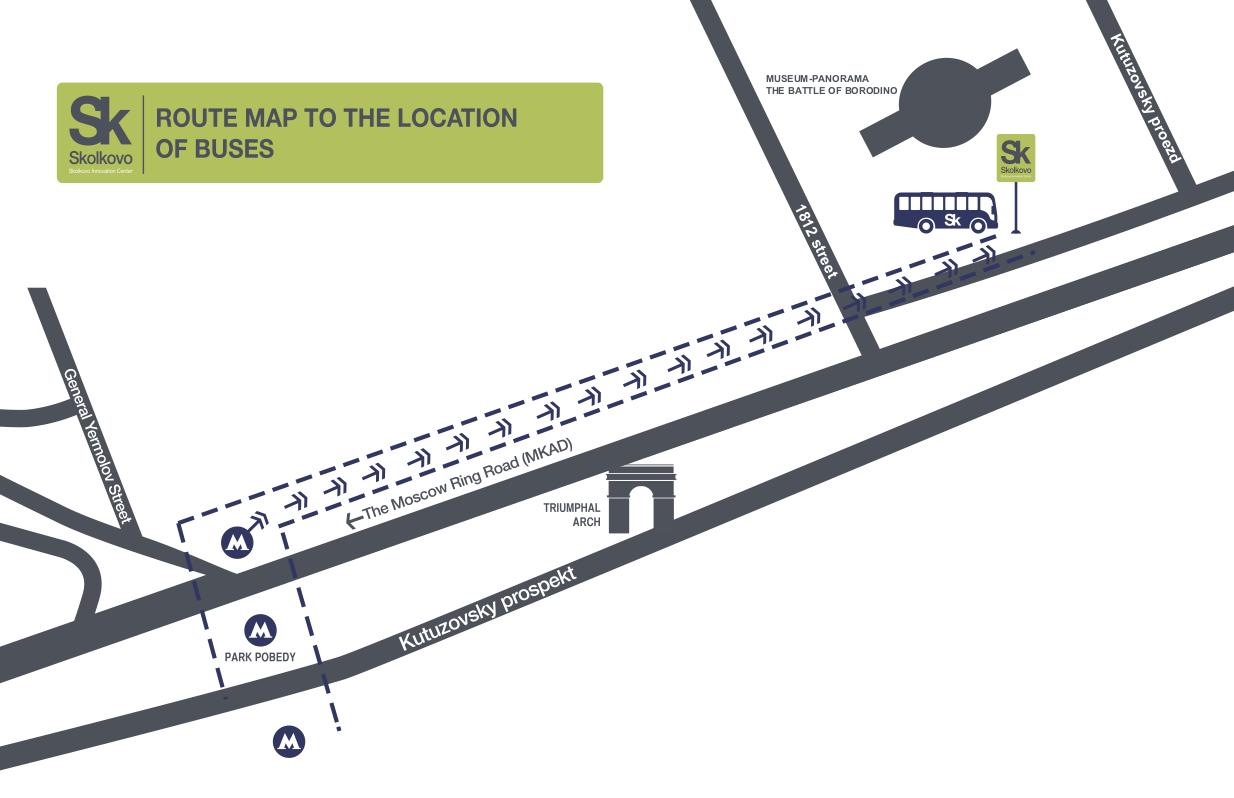 Sk
Skolkovo
Skolkovo Innovation Center
ROUTE MAP TO THE LOCATION
OF BUSES
MUSEUM-PANORAMA
THE BATTLE OF BORODINO
Kutuzovsky proezd
Sk
Skolkovo
Sk
1812 street
General Yermolov Street
The Moscow Ring Road (MKAD)
TRIUMPHAL
ARCH
Kutuzovsky prospekt
M
M
PARK POBEDY
M